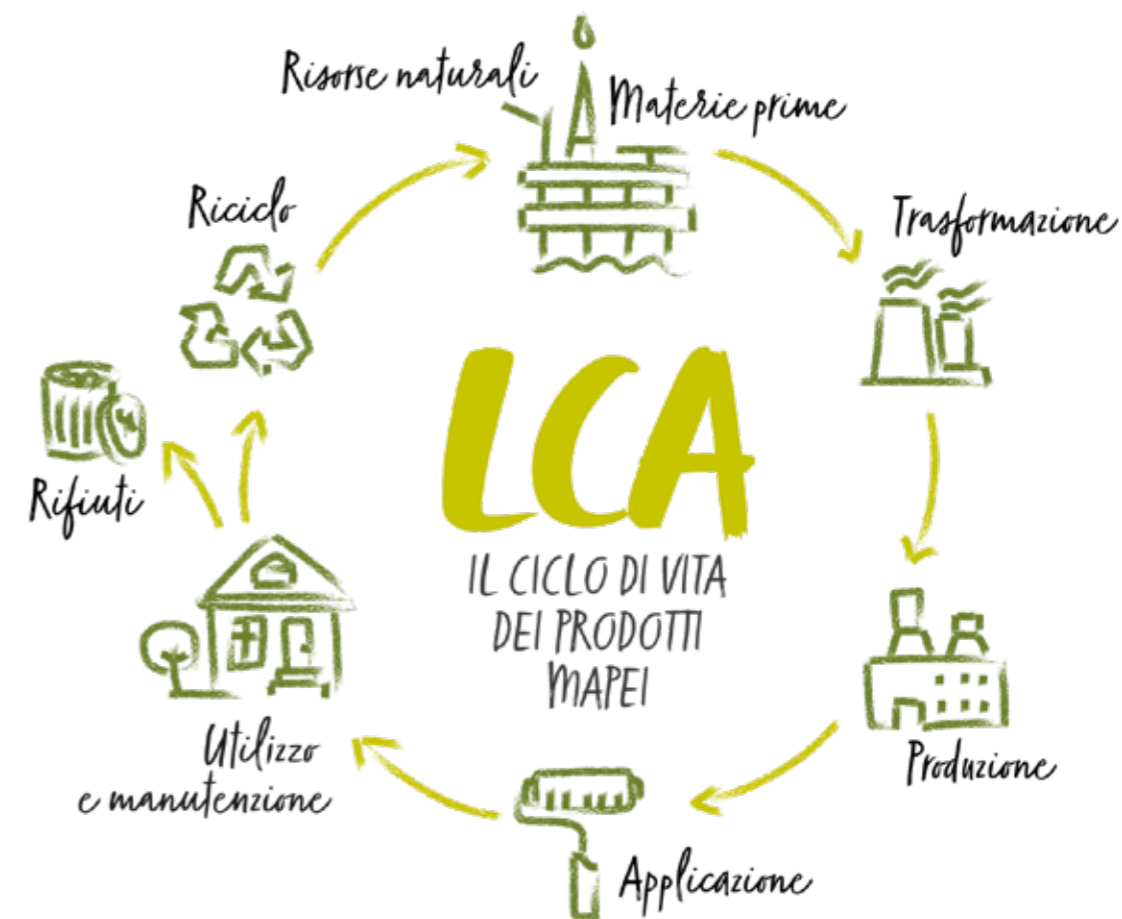 Risorse naturali
Materie prime
Trasformazione
Produzione
Applicazione
Utilizzo
e manutenzione
Rifiuti
Riciclo
LCA
IL CICLO DI VITA
DEI PRODOTTI
MAPEI